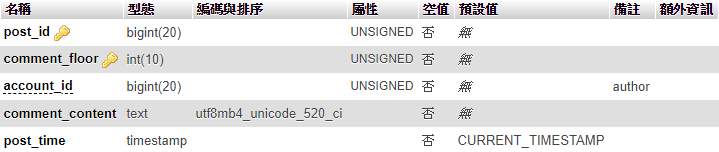 名稱 型態 編碼與排序 屬性 空值 預設值 備註 額外資訊
post_id bigint(20) UNSIGNED 否 無
comment_floor int(10) UNSIGNED 否 無
account_id bigint(20) UNSIGNED 否 無 author
comment_content text utf8mb4_unicode_520_ci 否 無
post_time timestamp 否 CURRENT_TIMESTAMP